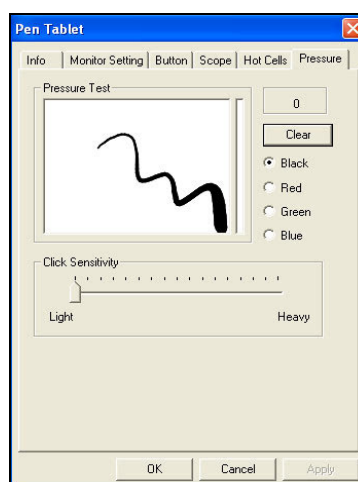 Pen Tablet
Info Monitor Setting Button Scope Hot Cells Pressure
Pressure Test
0
Clear
Black
Red
Green
Blue
Click Sensitivity
Light Heavy
OK Cancel Apply